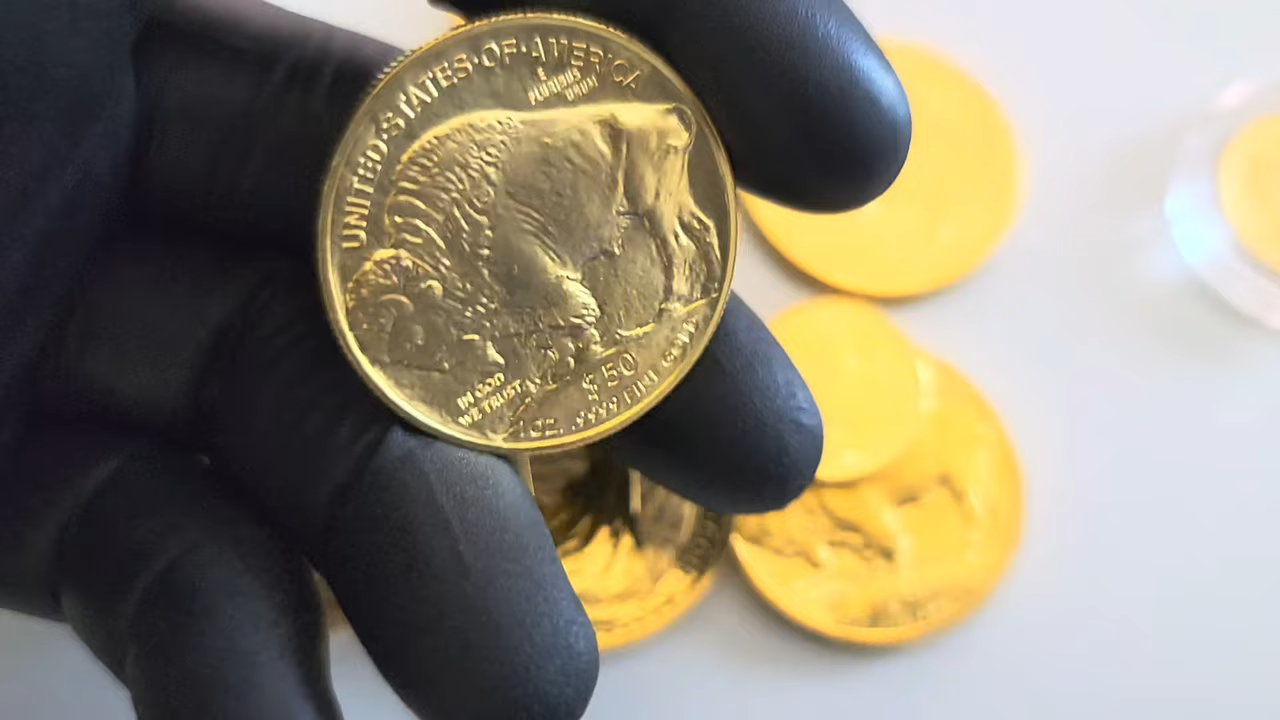 UNITED·STATES·OF·AMERICA
E
PLURIBUS
UNUM
IN GOD
WE TRUST
$50
1 OZ. .9999 FINE GOLD